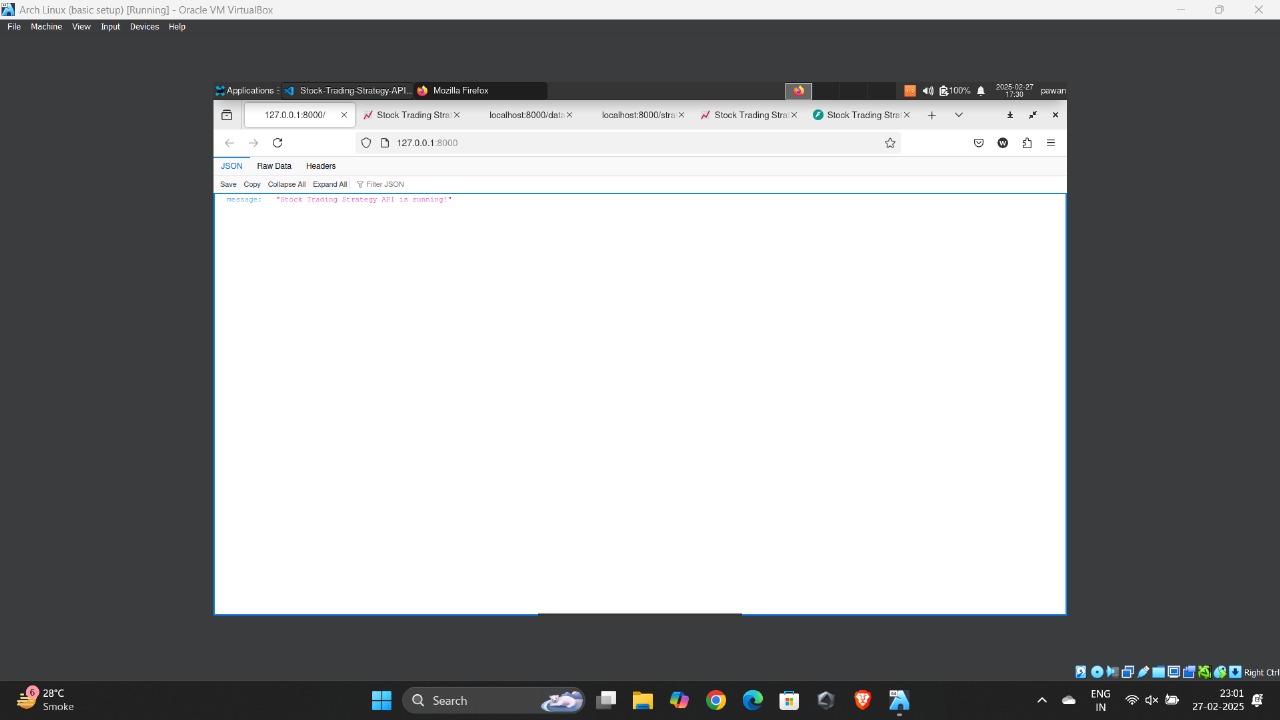 Arch Linux (basic setup) [Running] - Oracle VM VirtualBox
File Machine View Input Devices Help
Applications Stock-Trading-Strategy-API... Mozilla Firefox 100% 2025-02-27 17:30 pawan
127.0.0.1:8000/ Stock Trading Stra localhost:8000/data localhost:8000/stra Stock Trading Stra Stock Trading Stra
127.0.0.1:8000
JSON Raw Data Headers
Save Copy Collapse All Expand All Filter JSON
message: "Stock Trading Strategy API is running!"
Right Ctrl
6 28°C
Smoke
Search
ENG
IN
23:01
27-02-2025